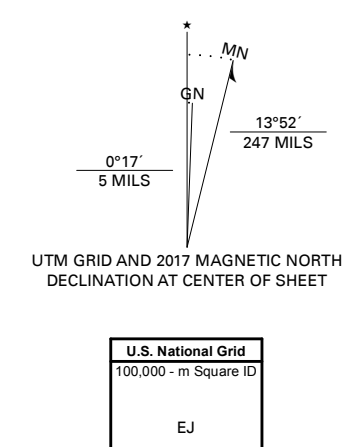 ★
MN
GN
13°52´
247 MILS
0°17´
5 MILS
UTM GRID AND 2017 MAGNETIC NORTH
DECLINATION AT CENTER OF SHEET
U.S. National Grid
100,000 - m Square ID
EJ